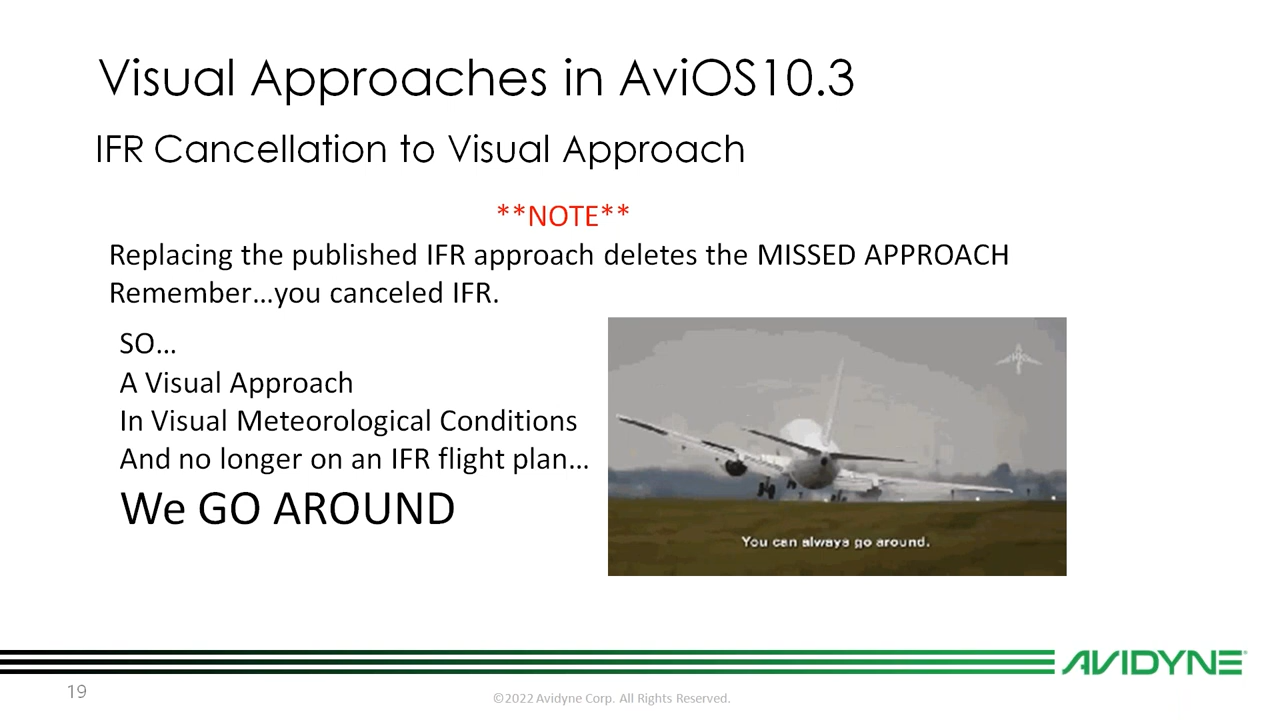 Visual Approaches in AviOS10.3
IFR Cancellation to Visual Approach
**NOTE**
Replacing the published IFR approach deletes the MISSED APPROACH
Remember...you canceled IFR.
SO...
A Visual Approach
In Visual Meteorological Conditions
And no longer on an IFR flight plan...
We GO AROUND
You can always go around.
AVIDYNE
19
©2022 Avidyne Corp. All Rights Reserved.